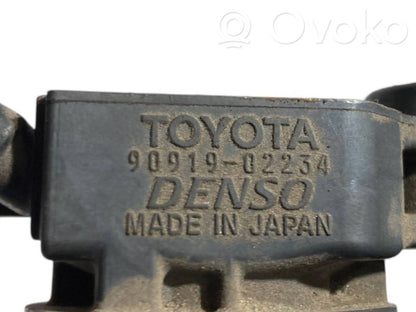 Ovoko
TOYOTA
90919-02234
DENSO
MADE IN JAPAN